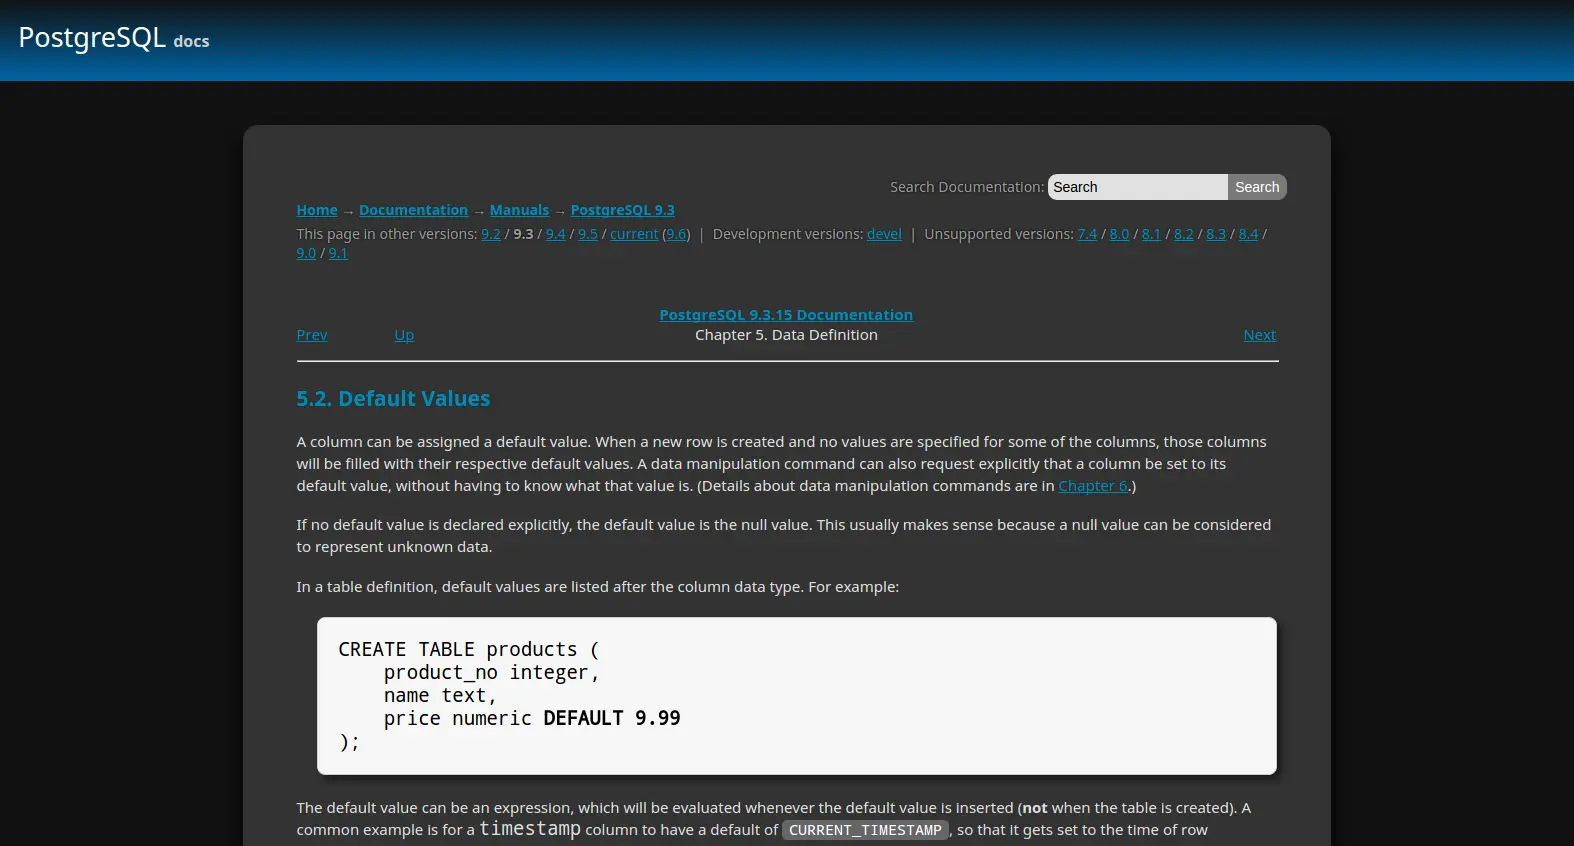 PostgreSQL docs
Search Documentation: Search Search
Home → Documentation → Manuals → PostgreSQL 9.3
This page in other versions: 9.2 / 9.3 / 9.4 / 9.5 / current (9.6) | Development versions: devel | Unsupported versions: 7.4 / 8.0 / 8.1 / 8.2 / 8.3 / 8.4 /
9.0 / 9.1
PostgreSQL 9.3.15 Documentation
Prev Up Chapter 5. Data Definition Next
5.2. Default Values
A column can be assigned a default value. When a new row is created and no values are specified for some of the columns, those columns
will be filled with their respective default values. A data manipulation command can also request explicitly that a column be set to its
default value, without having to know what that value is. (Details about data manipulation commands are in Chapter 6.)
If no default value is declared explicitly, the default value is the null value. This usually makes sense because a null value can be considered
to represent unknown data.
In a table definition, default values are listed after the column data type. For example:
CREATE TABLE products (
    product_no integer,
    name text,
    price numeric DEFAULT 9.99
);
The default value can be an expression, which will be evaluated whenever the default value is inserted (not when the table is created). A
common example is for a timestamp column to have a default of CURRENT_TIMESTAMP, so that it gets set to the time of row